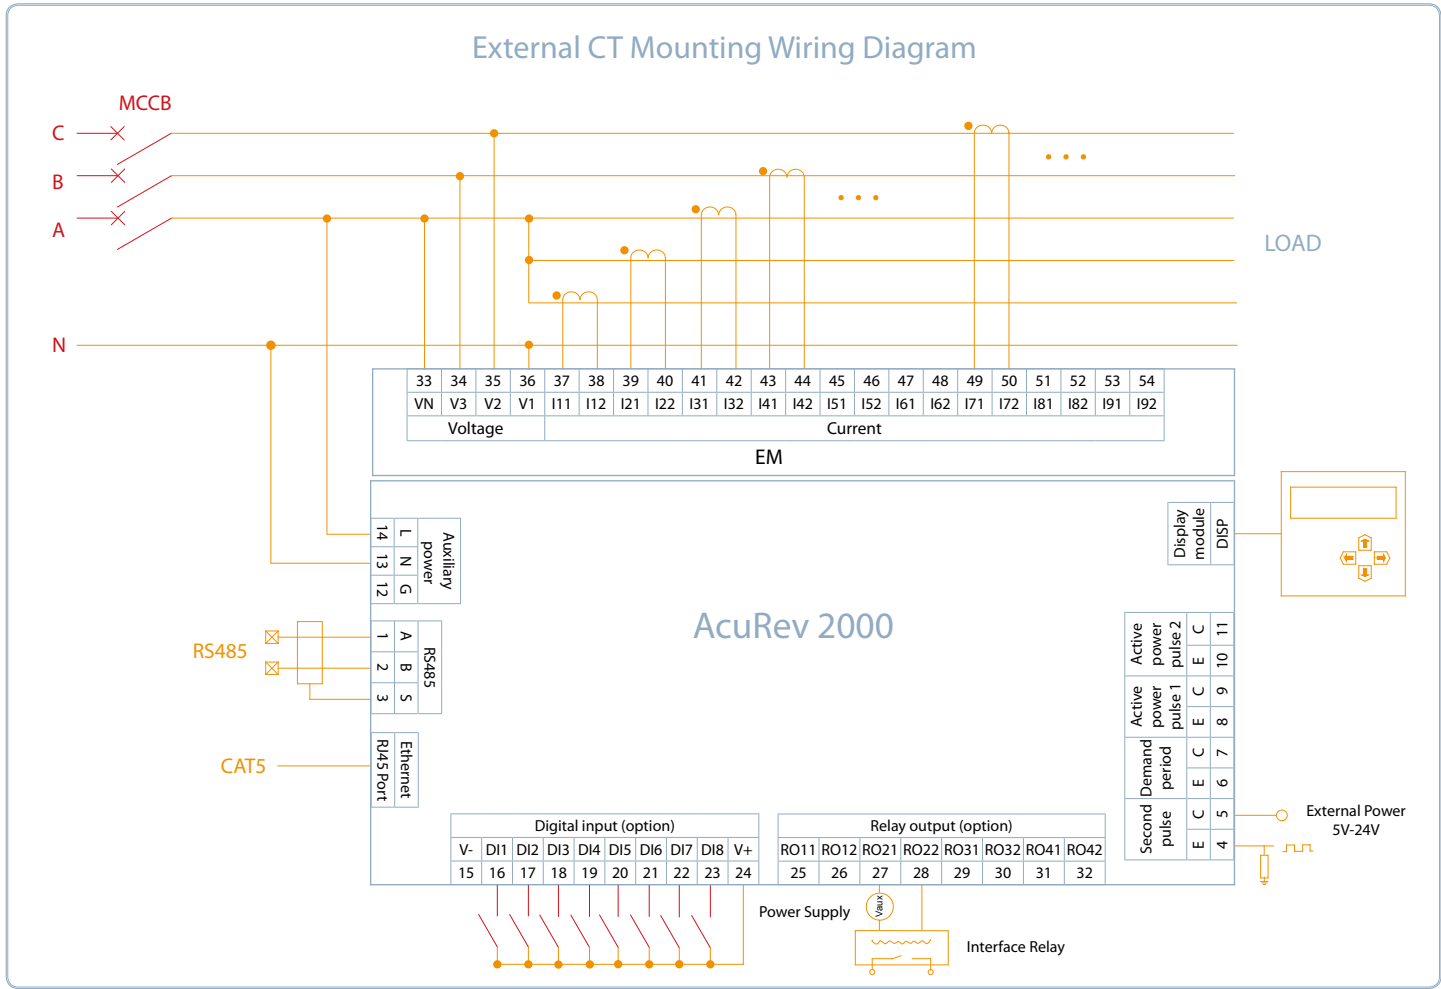 External CT Mounting Wiring Diagram
MCCB
C
B
A
N
LOAD
33 34 35 36 37 38 39 40 41 42 43 44 45 46 47 48 49 50 51 52 53 54
VN V3 V2 V1 I11 I12 I21 I22 I31 I32 I41 I42 I51 I52 I61 I62 I71 I72 I81 I82 I91 I92
Voltage Current
EM
14 L
13 N
12 G
Auxiliary
power
Display
module
DISP
AcuRev 2000
RS485
1 A
2 B
3 S
RS485
CAT5
RJ45 Port
Ethernet
Active
power
pulse 2
C 11
E 10
Active
power
pulse 1
C 9
E 8
Demand
period
C 7
E 6
Second
pulse
C 5
E 4
External Power
5V-24V
Digital input (option)
V- DI1 DI2 DI3 DI4 DI5 DI6 DI7 DI8 V+
15 16 17 18 19 20 21 22 23 24
Relay output (option)
RO11 RO12 RO21 RO22 RO31 RO32 RO41 RO42
25 26 27 28 29 30 31 32
Power Supply
Vaux
Interface Relay